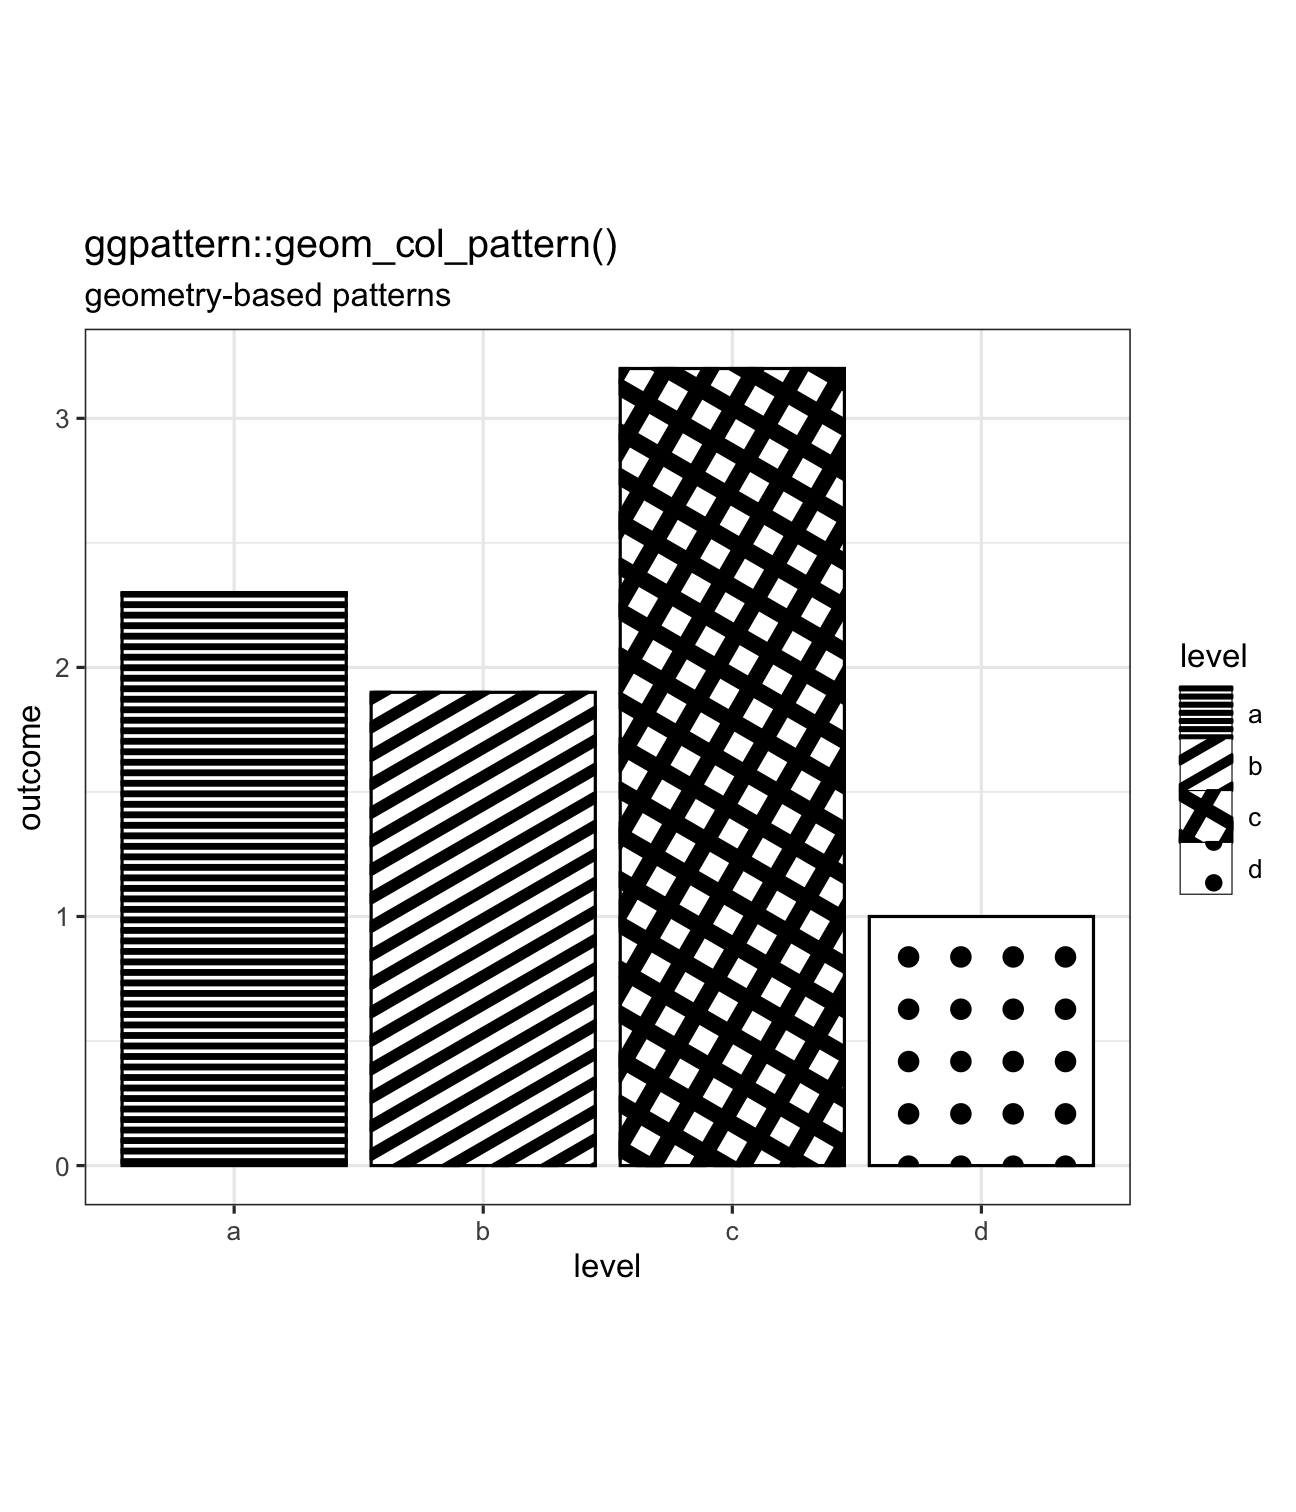 ggpattern::geom_col_pattern()
geometry-based patterns
3
2
1
0
outcome
a b c d
level
level
a
b
c
d